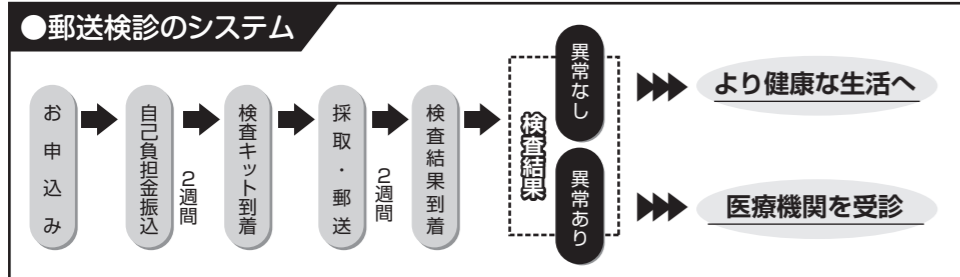 ●郵送検診のシステム
お申込み
自己負担金振込
2週間
検査キット到着
採取・郵送
2週間
検査結果到着
検査結果
異常なし
より健康な生活へ
異常あり
医療機関を受診